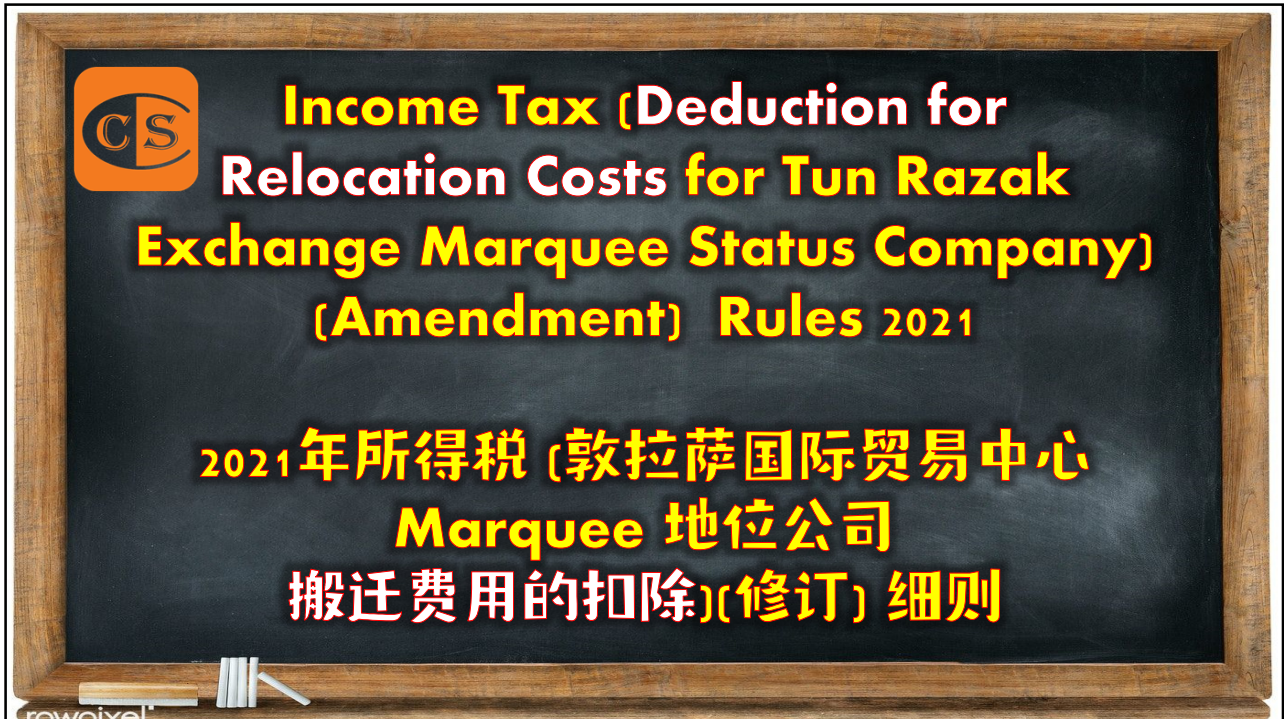 CS
Income Tax (Deduction for
Relocation Costs for Tun Razak
Exchange Marquee Status Company)
(Amendment) Rules 2021
2021年所得税 (敦拉萨国际贸易中心
Marquee 地位公司
搬迁费用的扣除)(修订) 细则
rawpixel